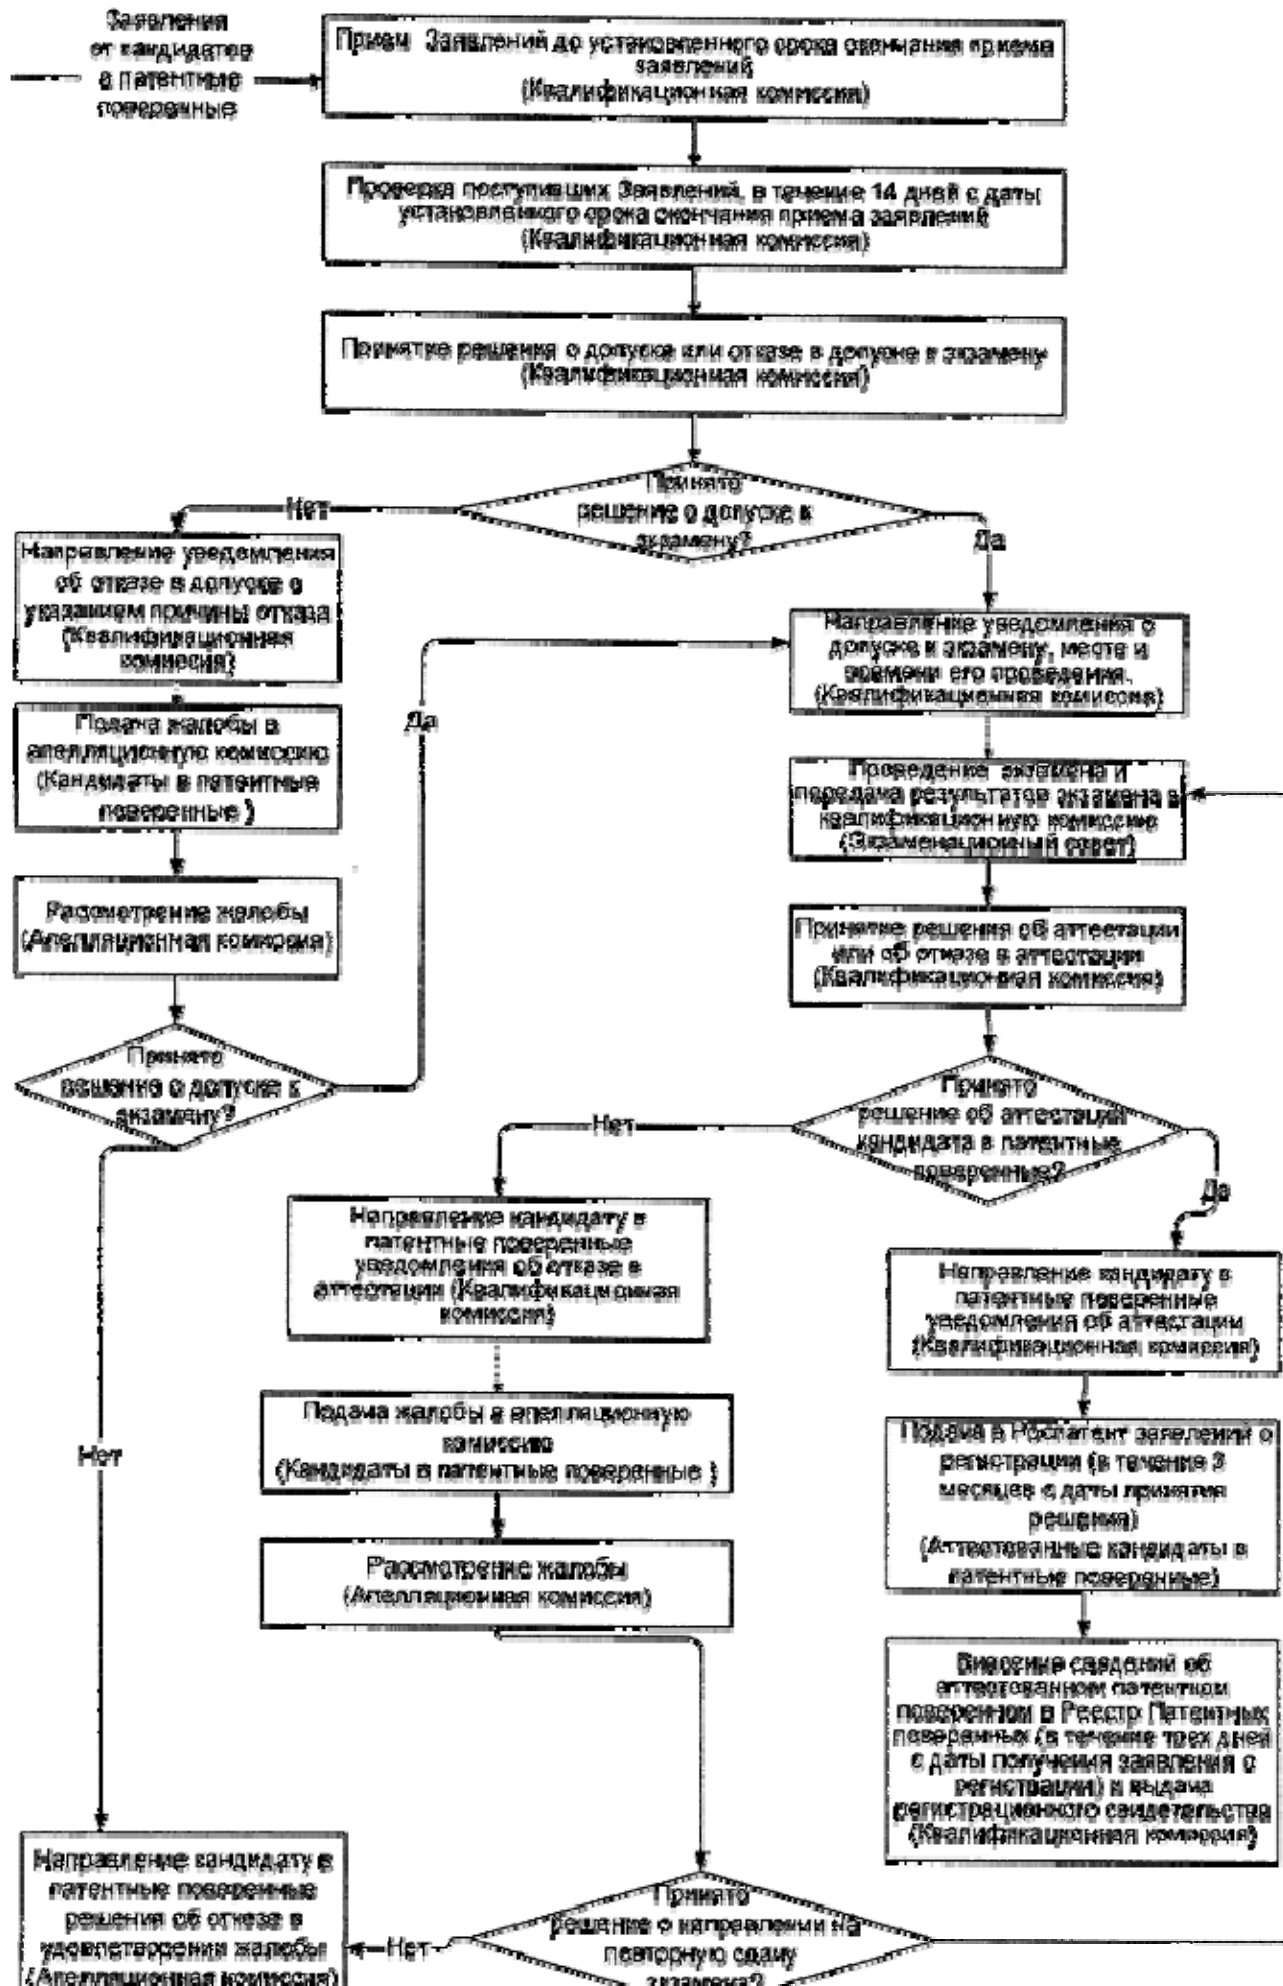 Заявления
от кандидатов
в патентные
поверенные
Прием Заявлений до установленного срока окончания приема
заявлений
(Квалификационная комиссия)
Проверка поступивших Заявлений, в течение 14 дней с даты
установленного срока окончания приема заявлений
(Квалификационная комиссия)
Принятие решения о допуске или отказе в допуске к экзамену
(Квалификационная комиссия)
Принято
решение о допуске к
экзамену?
Нет
Да
Направление уведомления
об отказе в допуске с
указанием причины отказа
(Квалификационная
комиссия)
Направление уведомления о
допуске к экзамену, месте и
времени его проведения.
(Квалификационная комиссия)
Подача жалобы в
апелляционную комиссию
(Кандидаты в патентные
поверенные )
Да
Проведение экзамена и
передача результатов экзамена в
квалификационную комиссию
(Экзаменационный ответ)
Рассмотрение жалобы
(Апелляционная комиссия)
Принятие решения об аттестации
или об отказе в аттестации
(Квалификационная комиссия)
Принято
решение о допуске к
экзамену?
Принято
решение об аттестации
кандидата в патентные
поверенные?
Нет
Да
Направление кандидату в
патентные поверенные
уведомления об отказе в
аттестации (Квалификационная
комиссия)
Направление кандидату в
патентные поверенные
уведомления об аттестации
(Квалификационная комиссия)
Подача жалобы в апелляционную
комиссию
(Кандидаты в патентные поверенные )
Нет
Подача в Роспатент заявлений о
регистрации (в течение 3
месяцев с даты принятия
решения)
(Аттестованные кандидаты в
патентные поверенные)
Рассмотрение жалобы
(Апелляционная комиссия)
Внесение сведений об
аттестованном патентном
поверенном в Реестр Патентных
поверенных (в течение трех дней
с даты получения заявления о
регистрации) и выдача
регистрационного свидетельства
(Квалификационная комиссия)
Направление кандидату в
патентные поверенные
решения об отказе в
удовлетворении жалобы
(Апелляционная комиссия)
Нет
Принято
решение о направлении на
повторную сдачу
экзамена?